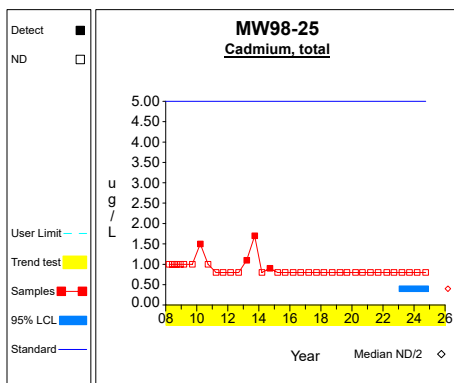 Detect
ND
User Limit
Trend test
Samples
95% LCL
Standard
MW98-25
Cadmium, total
5.00
4.50
4.00
3.50
3.00
2.50
2.00
1.50
1.00
0.50
0.00
ug/L
08 10 12 14 16 18 20 22 24 26
Year
Median ND/2